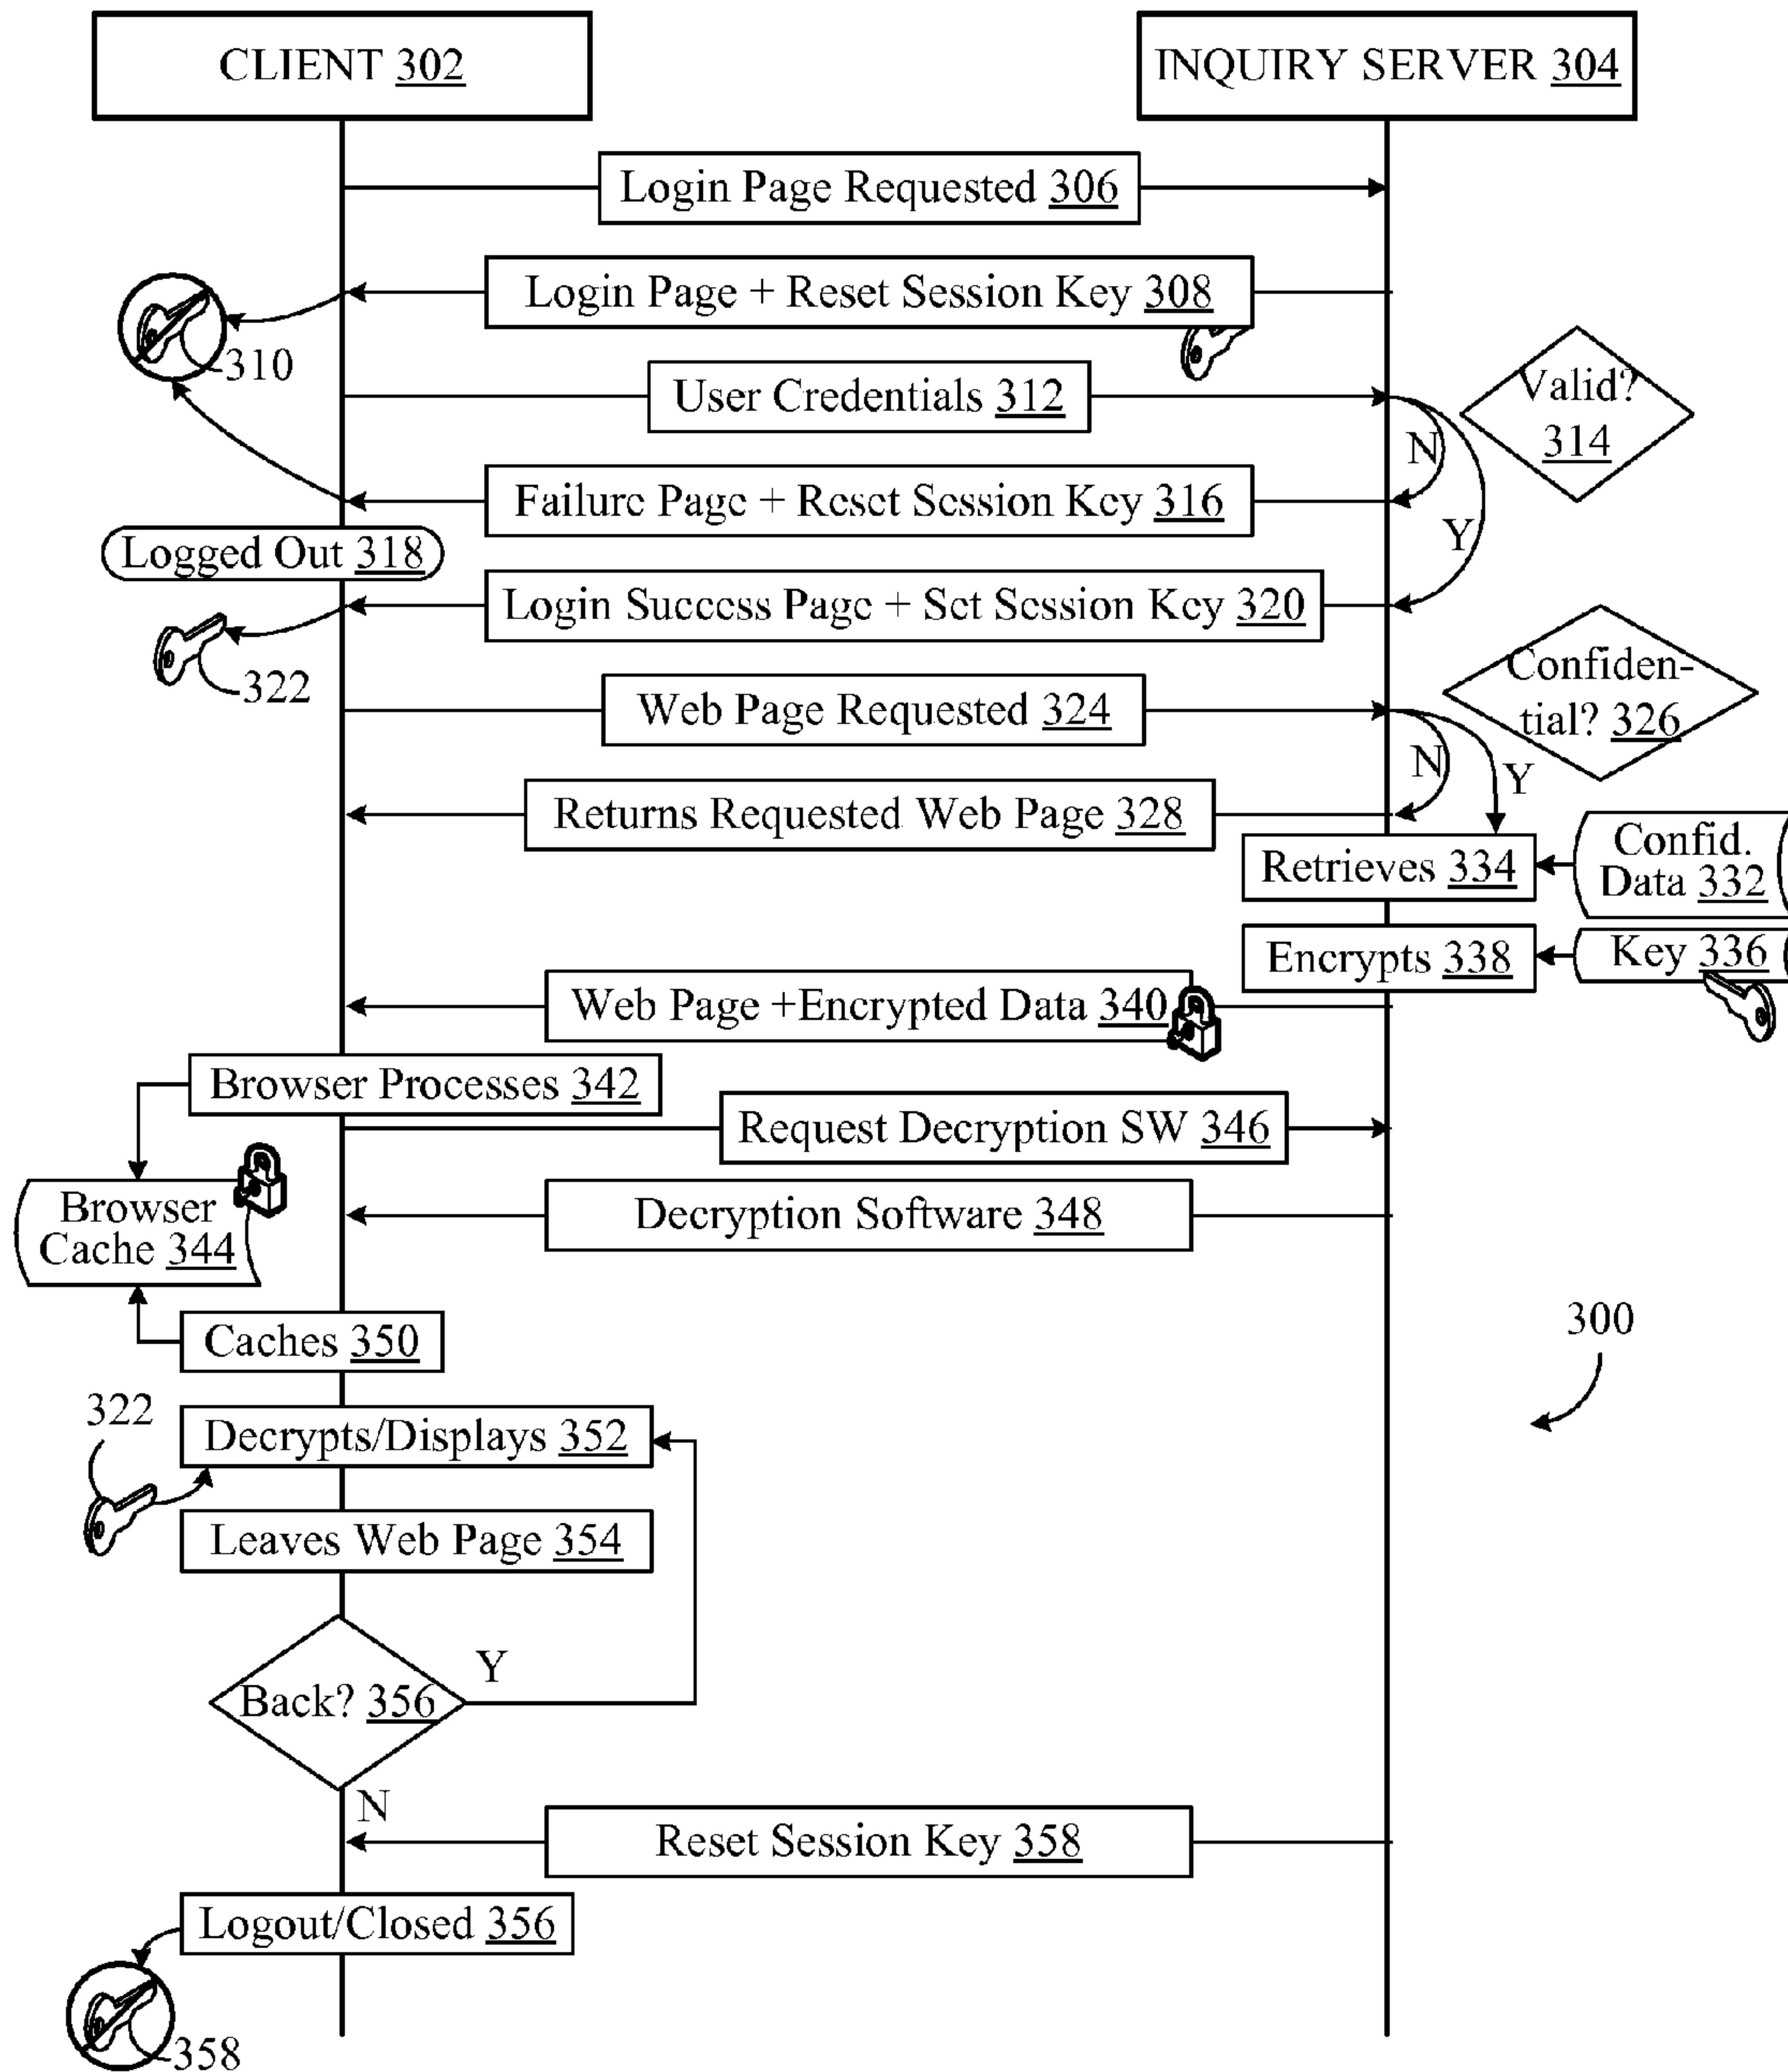 CLIENT 302
INQUIRY SERVER 304
Login Page Requested 306
Login Page + Reset Session Key 308
310
User Credentials 312
Valid?
314
N
Failure Page + Reset Session Key 316
Y
Logged Out 318
Login Success Page + Set Session Key 320
322
Confiden-
tial? 326
Web Page Requested 324
N
Y
Returns Requested Web Page 328
Retrieves 334
Confid.
Data 332
Encrypts 338
Key 336
Web Page +Encrypted Data 340
Browser Processes 342
Request Decryption SW 346
Browser
Cache 344
Decryption Software 348
Caches 350
300
322
Decrypts/Displays 352
Leaves Web Page 354
Y
Back? 356
N
Reset Session Key 358
Logout/Closed 356
358